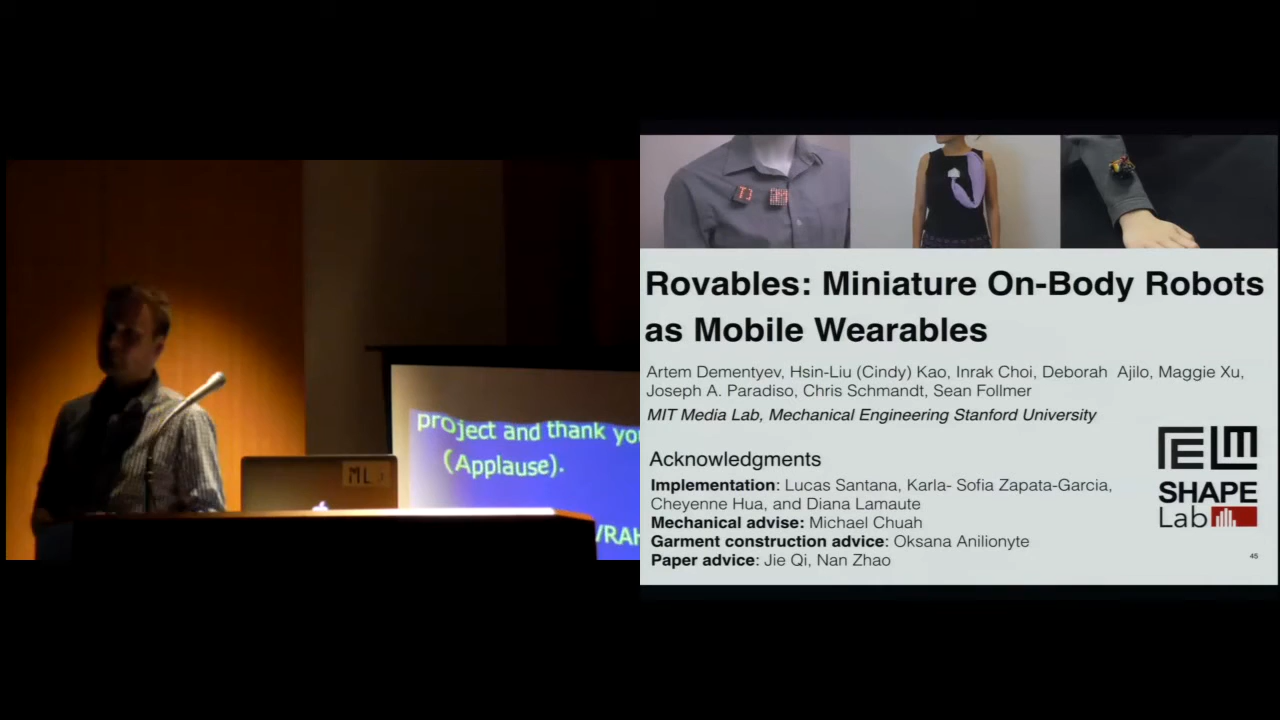 project and thank you
(Applause).
ML
Rovables: Miniature On-Body Robots
as Mobile Wearables
Artem Dementyev, Hsin-Liu (Cindy) Kao, Inrak Choi, Deborah Ajilo, Maggie Xu,
Joseph A. Paradiso, Chris Schmandt, Sean Follmer
MIT Media Lab, Mechanical Engineering Stanford University
Acknowledgments
Implementation: Lucas Santana, Karla- Sofia Zapata-Garcia,
Cheyenne Hua, and Diana Lamaute
Mechanical advise: Michael Chuah
Garment construction advice: Oksana Anilionyte
Paper advice: Jie Qi, Nan Zhao
SHAPE
Lab
45